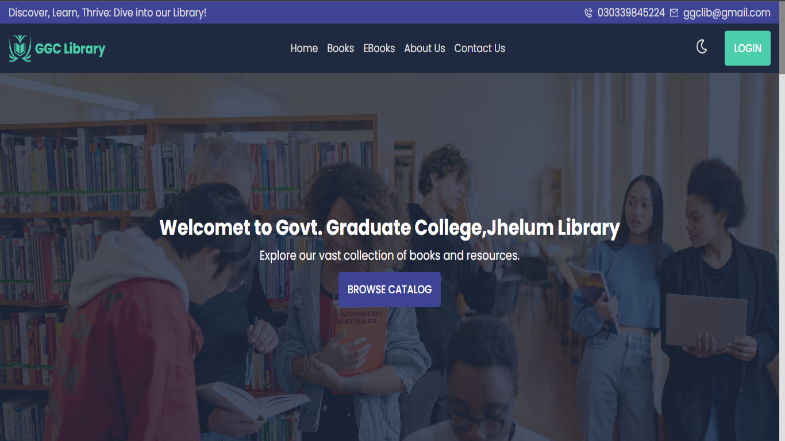 Discover, Learn, Thrive: Dive into our Library!
030339845224 ggclib@gmail.com
GGC Library
Home Books EBooks About Us Contact Us
LOGIN
Welcomet to Govt. Graduate College,Jhelum Library
Explore our vast collection of books and resources.
BROWSE CATALOG